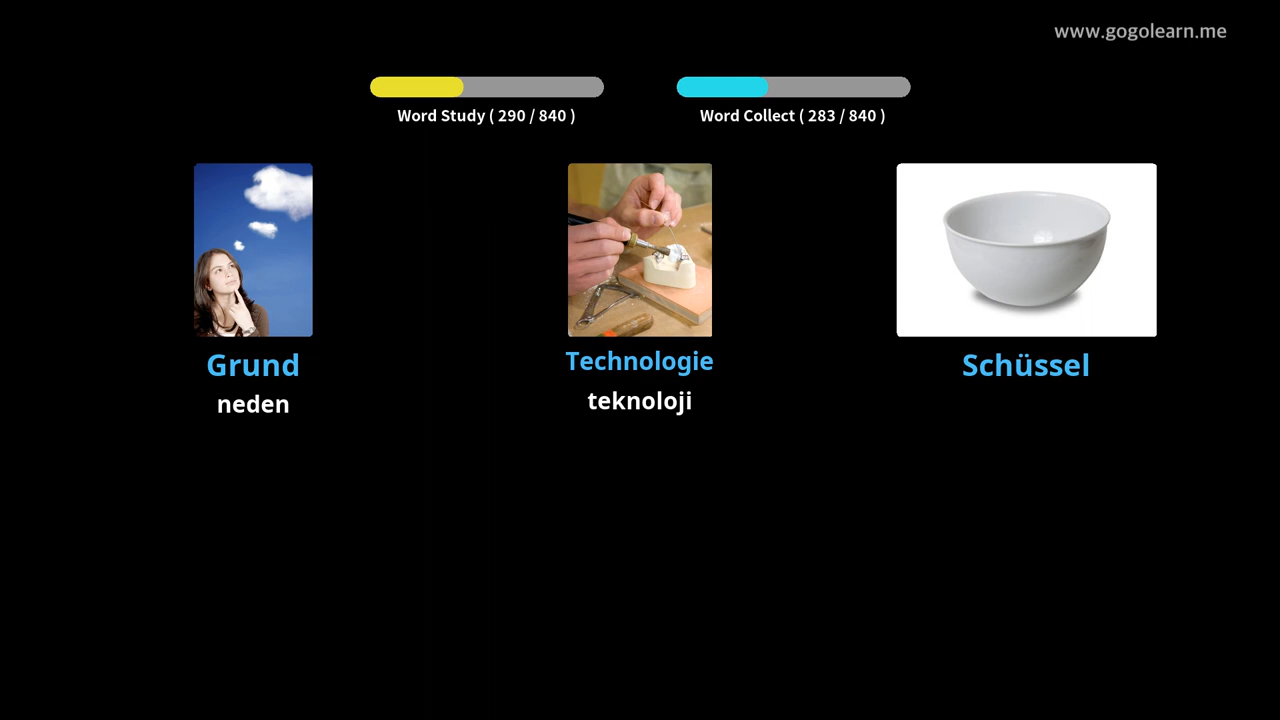 www.gogolearn.me
Word Study ( 290 / 840 )
Word Collect ( 283 / 840 )
Grund
neden
Technologie
teknoloji
Schüssel